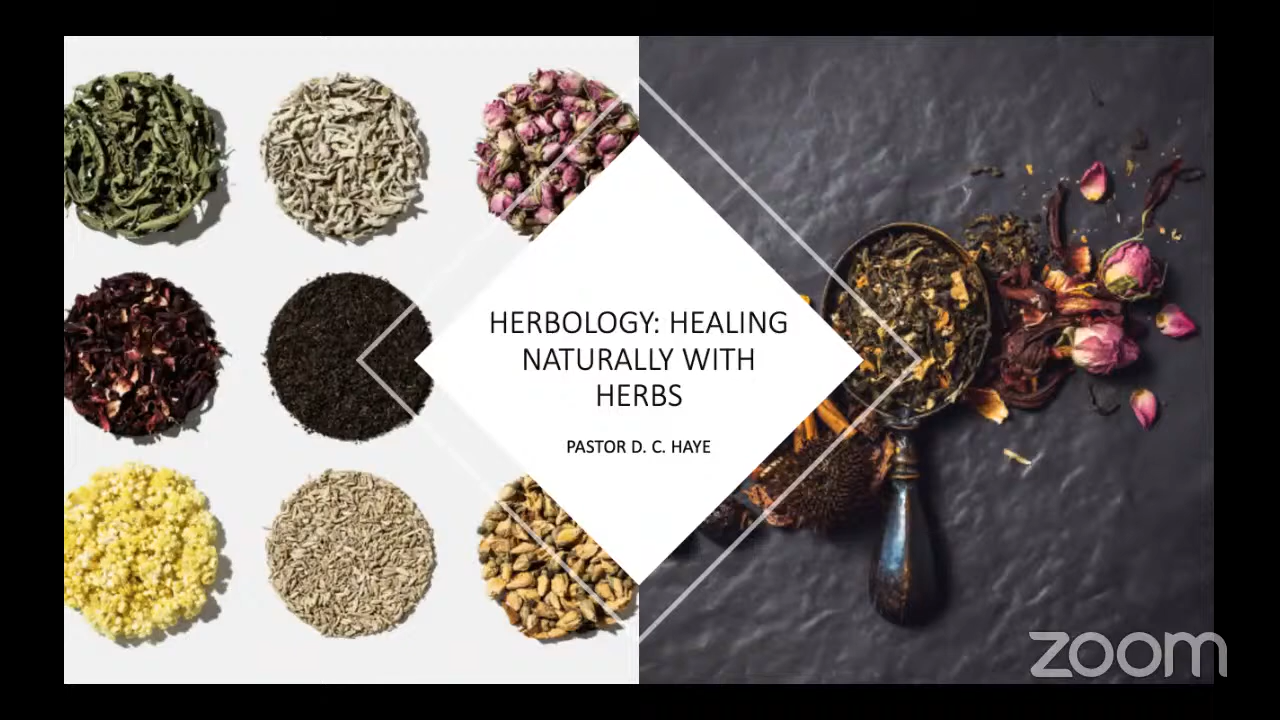 HERBOLOGY: HEALING
NATURALLY WITH
HERBS
PASTOR D. C. HAYE
zoom